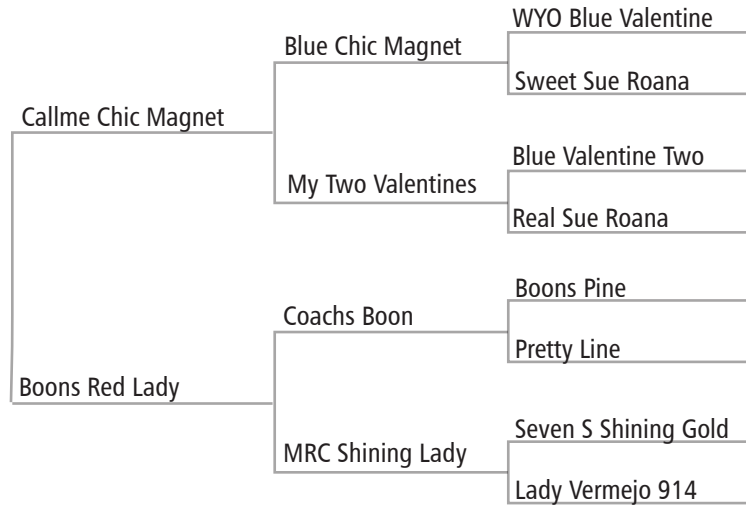 WYO Blue Valentine
Blue Chic Magnet
Sweet Sue Roana
Callme Chic Magnet
Blue Valentine Two
My Two Valentines
Real Sue Roana
Boons Pine
Coachs Boon
Pretty Line
Boons Red Lady
Seven S Shining Gold
MRC Shining Lady
Lady Vermejo 914